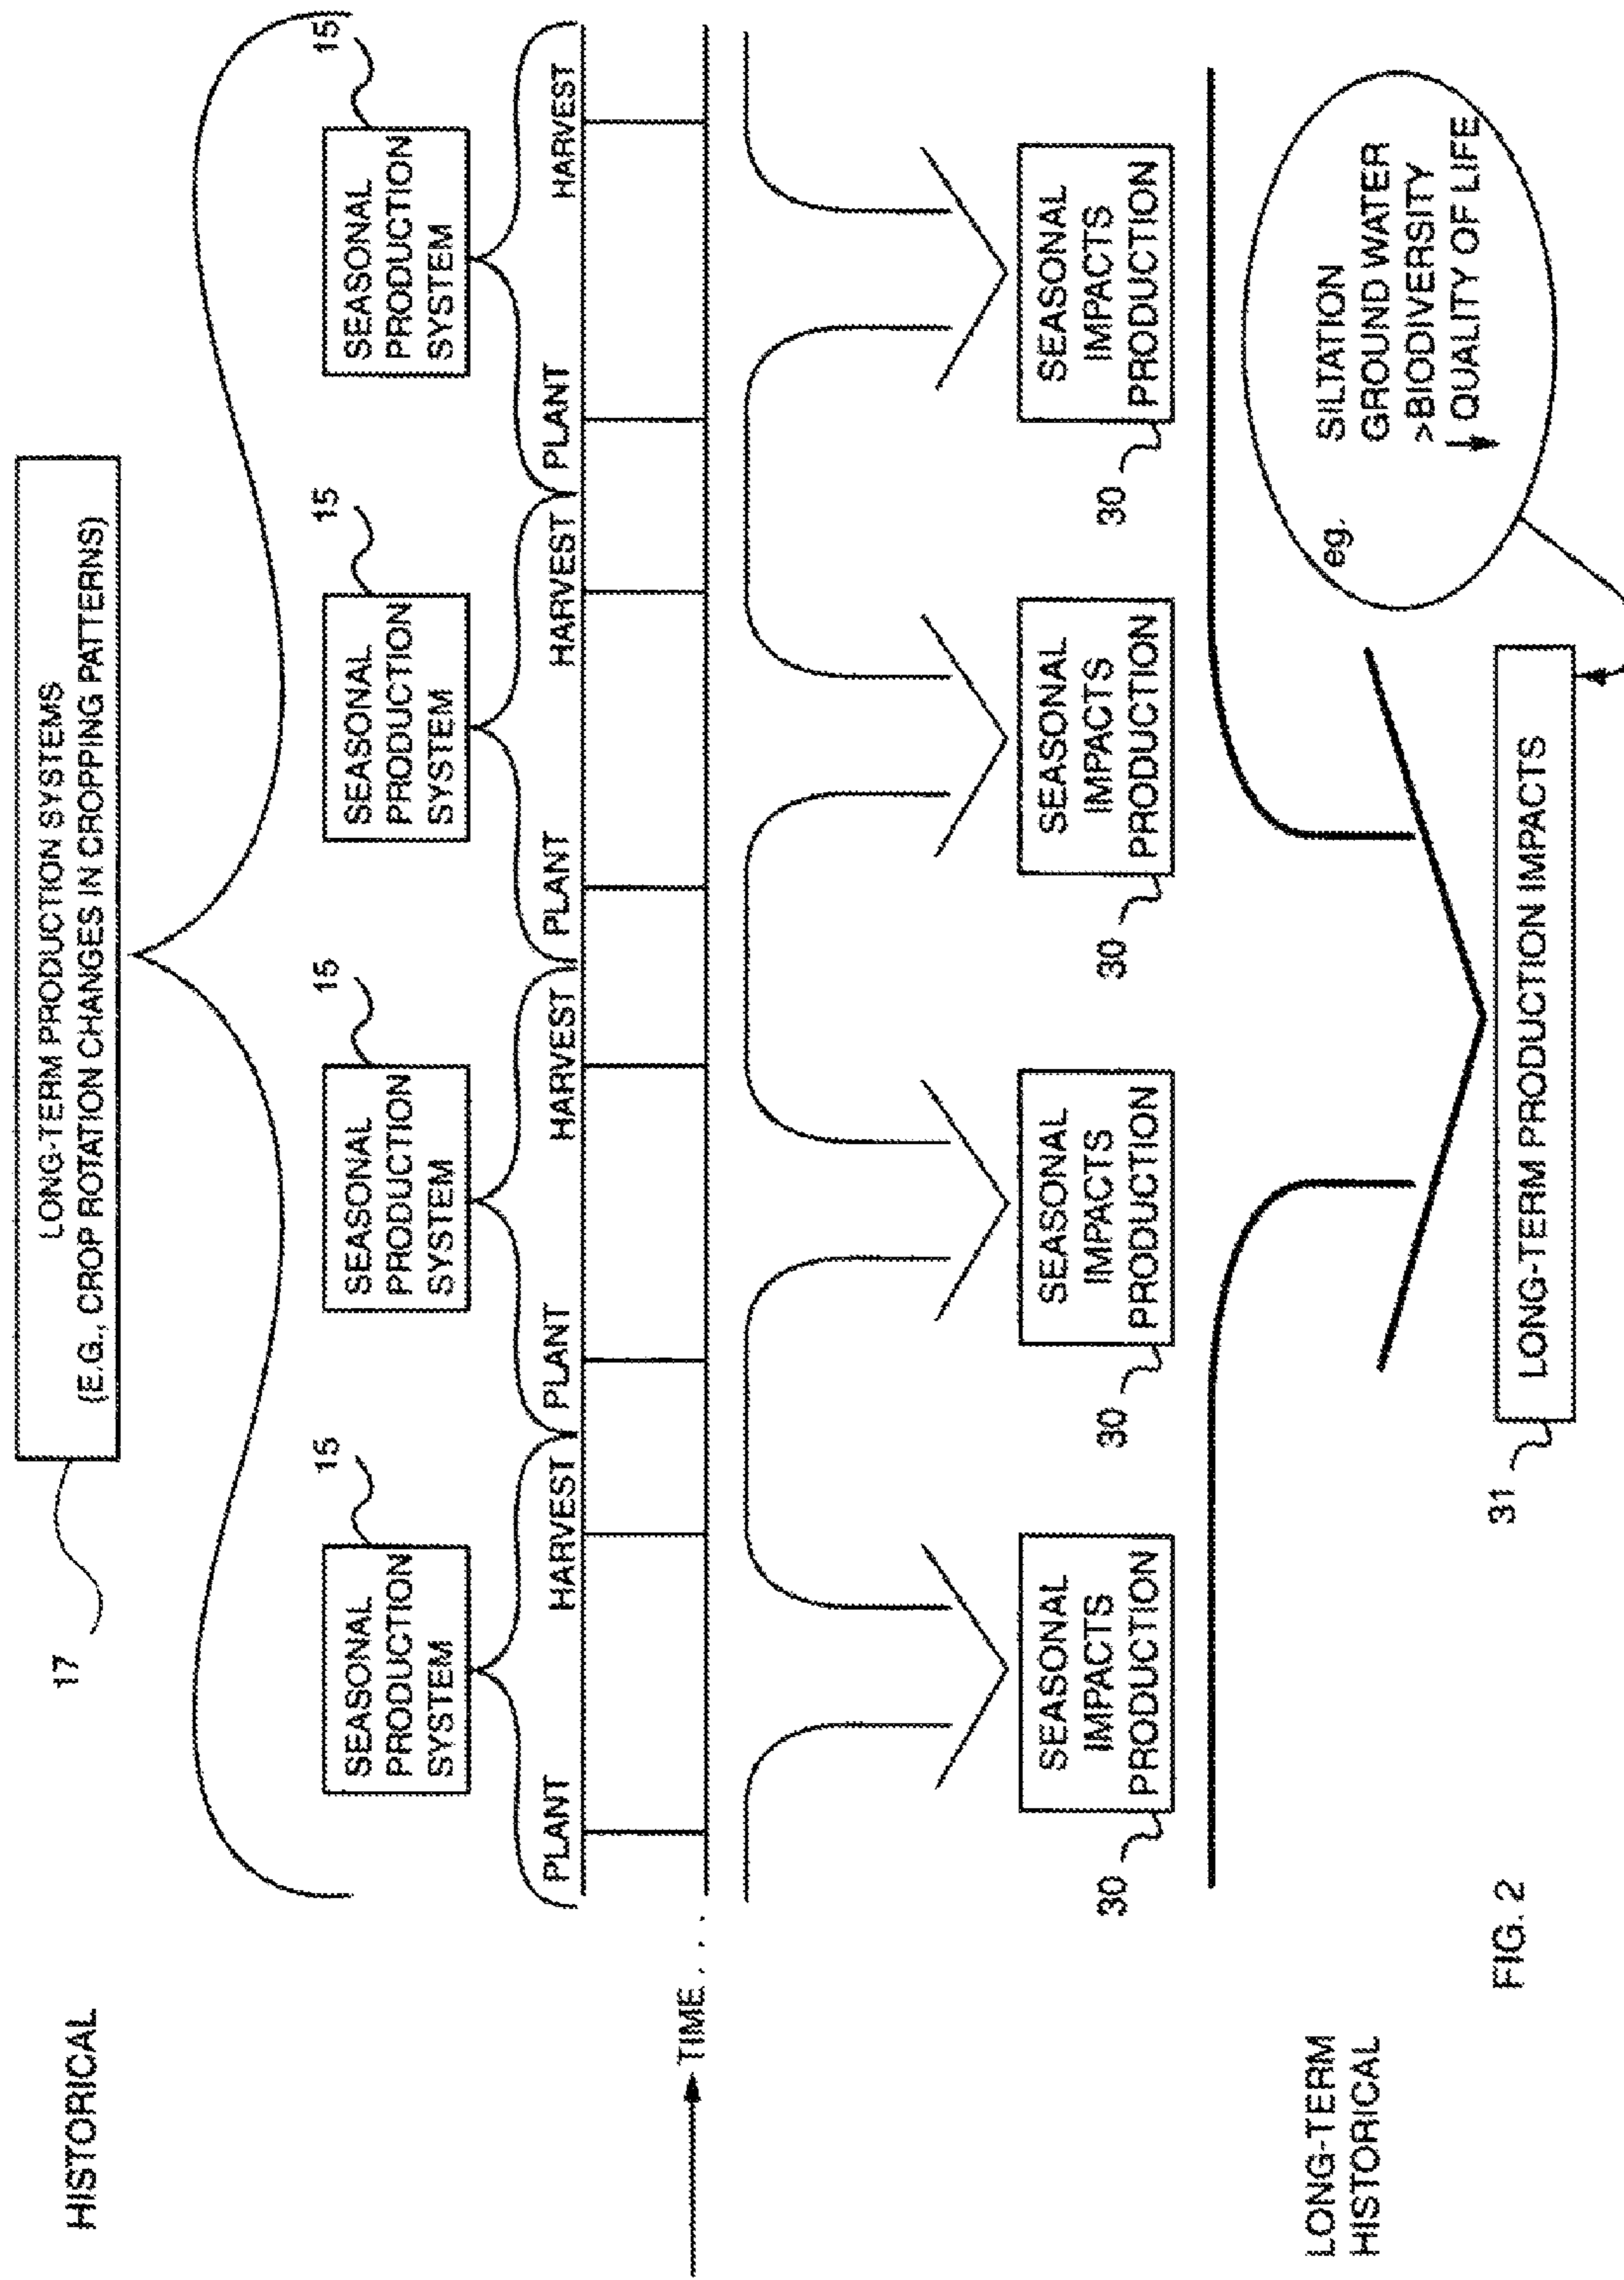 HISTORICAL
17
LONG-TERM PRODUCTION SYSTEMS
(E.G., CROP ROTATION CHANGES IN CROPPING PATTERNS)
15
15
15
15
SEASONAL
PRODUCTION
SYSTEM
SEASONAL
PRODUCTION
SYSTEM
SEASONAL
PRODUCTION
SYSTEM
SEASONAL
PRODUCTION
SYSTEM
PLANT
HARVEST
PLANT
HARVEST
PLANT
HARVEST
PLANT
HARVEST
TIME . . .
SEASONAL
IMPACTS
PRODUCTION
SEASONAL
IMPACTS
PRODUCTION
SEASONAL
IMPACTS
PRODUCTION
SEASONAL
IMPACTS
PRODUCTION
30
30
30
30
LONG-TERM
HISTORICAL
eg.
SILTATION
GROUND WATER
>BIODIVERSITY
↓ QUALITY OF LIFE
31
LONG-TERM PRODUCTION IMPACTS
FIG. 2